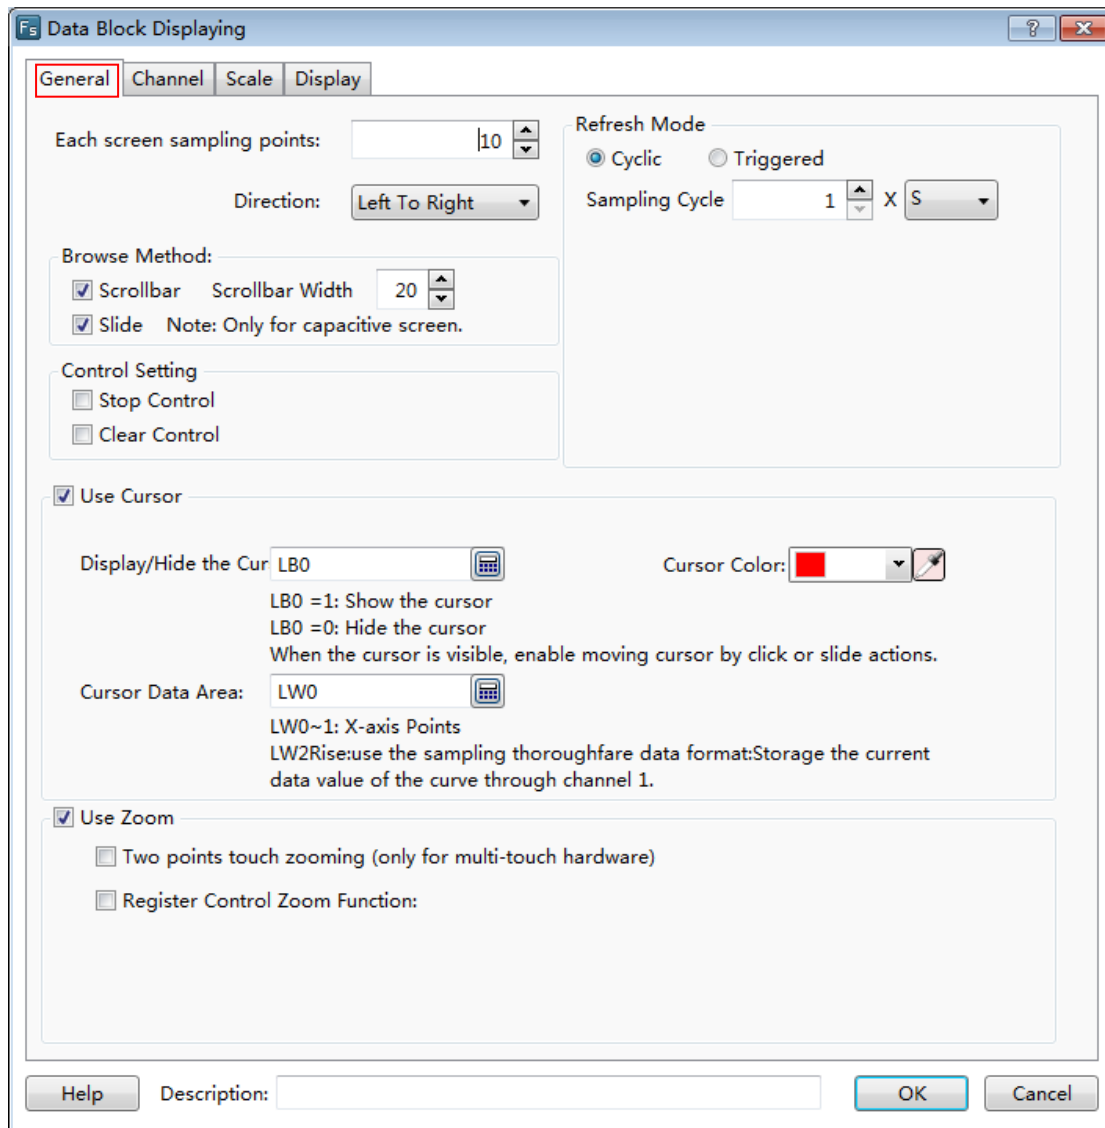 Fs Data Block Displaying
General Channel Scale Display
Each screen sampling points: 10
Direction: Left To Right
Refresh Mode
Cyclic Triggered
Sampling Cycle 1 X S
Browse Method:
Scrollbar Scrollbar Width 20
Slide Note: Only for capacitive screen.
Control Setting
Stop Control
Clear Control
Use Cursor
Display/Hide the Cur LB0 Cursor Color:
LB0 =1: Show the cursor
LB0 =0: Hide the cursor
When the cursor is visible, enable moving cursor by click or slide actions.
Cursor Data Area: LW0
LW0~1: X-axis Points
LW2Rise:use the sampling thoroughfare data format:Storage the current
data value of the curve through channel 1.
Use Zoom
Two points touch zooming (only for multi-touch hardware)
Register Control Zoom Function:
Help Description: OK Cancel